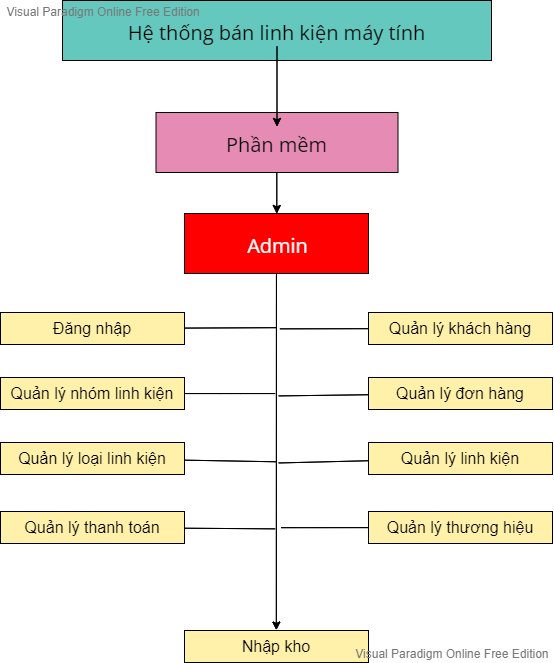 Visual Paradigm Online Free Edition
Hệ thống bán linh kiện máy tính
Phần mềm
Admin
Đăng nhập
Quản lý khách hàng
Quản lý nhóm linh kiện
Quản lý đơn hàng
Quản lý loại linh kiện
Quản lý linh kiện
Quản lý thanh toán
Quản lý thương hiệu
Nhập kho
Visual Paradigm Online Free Edition